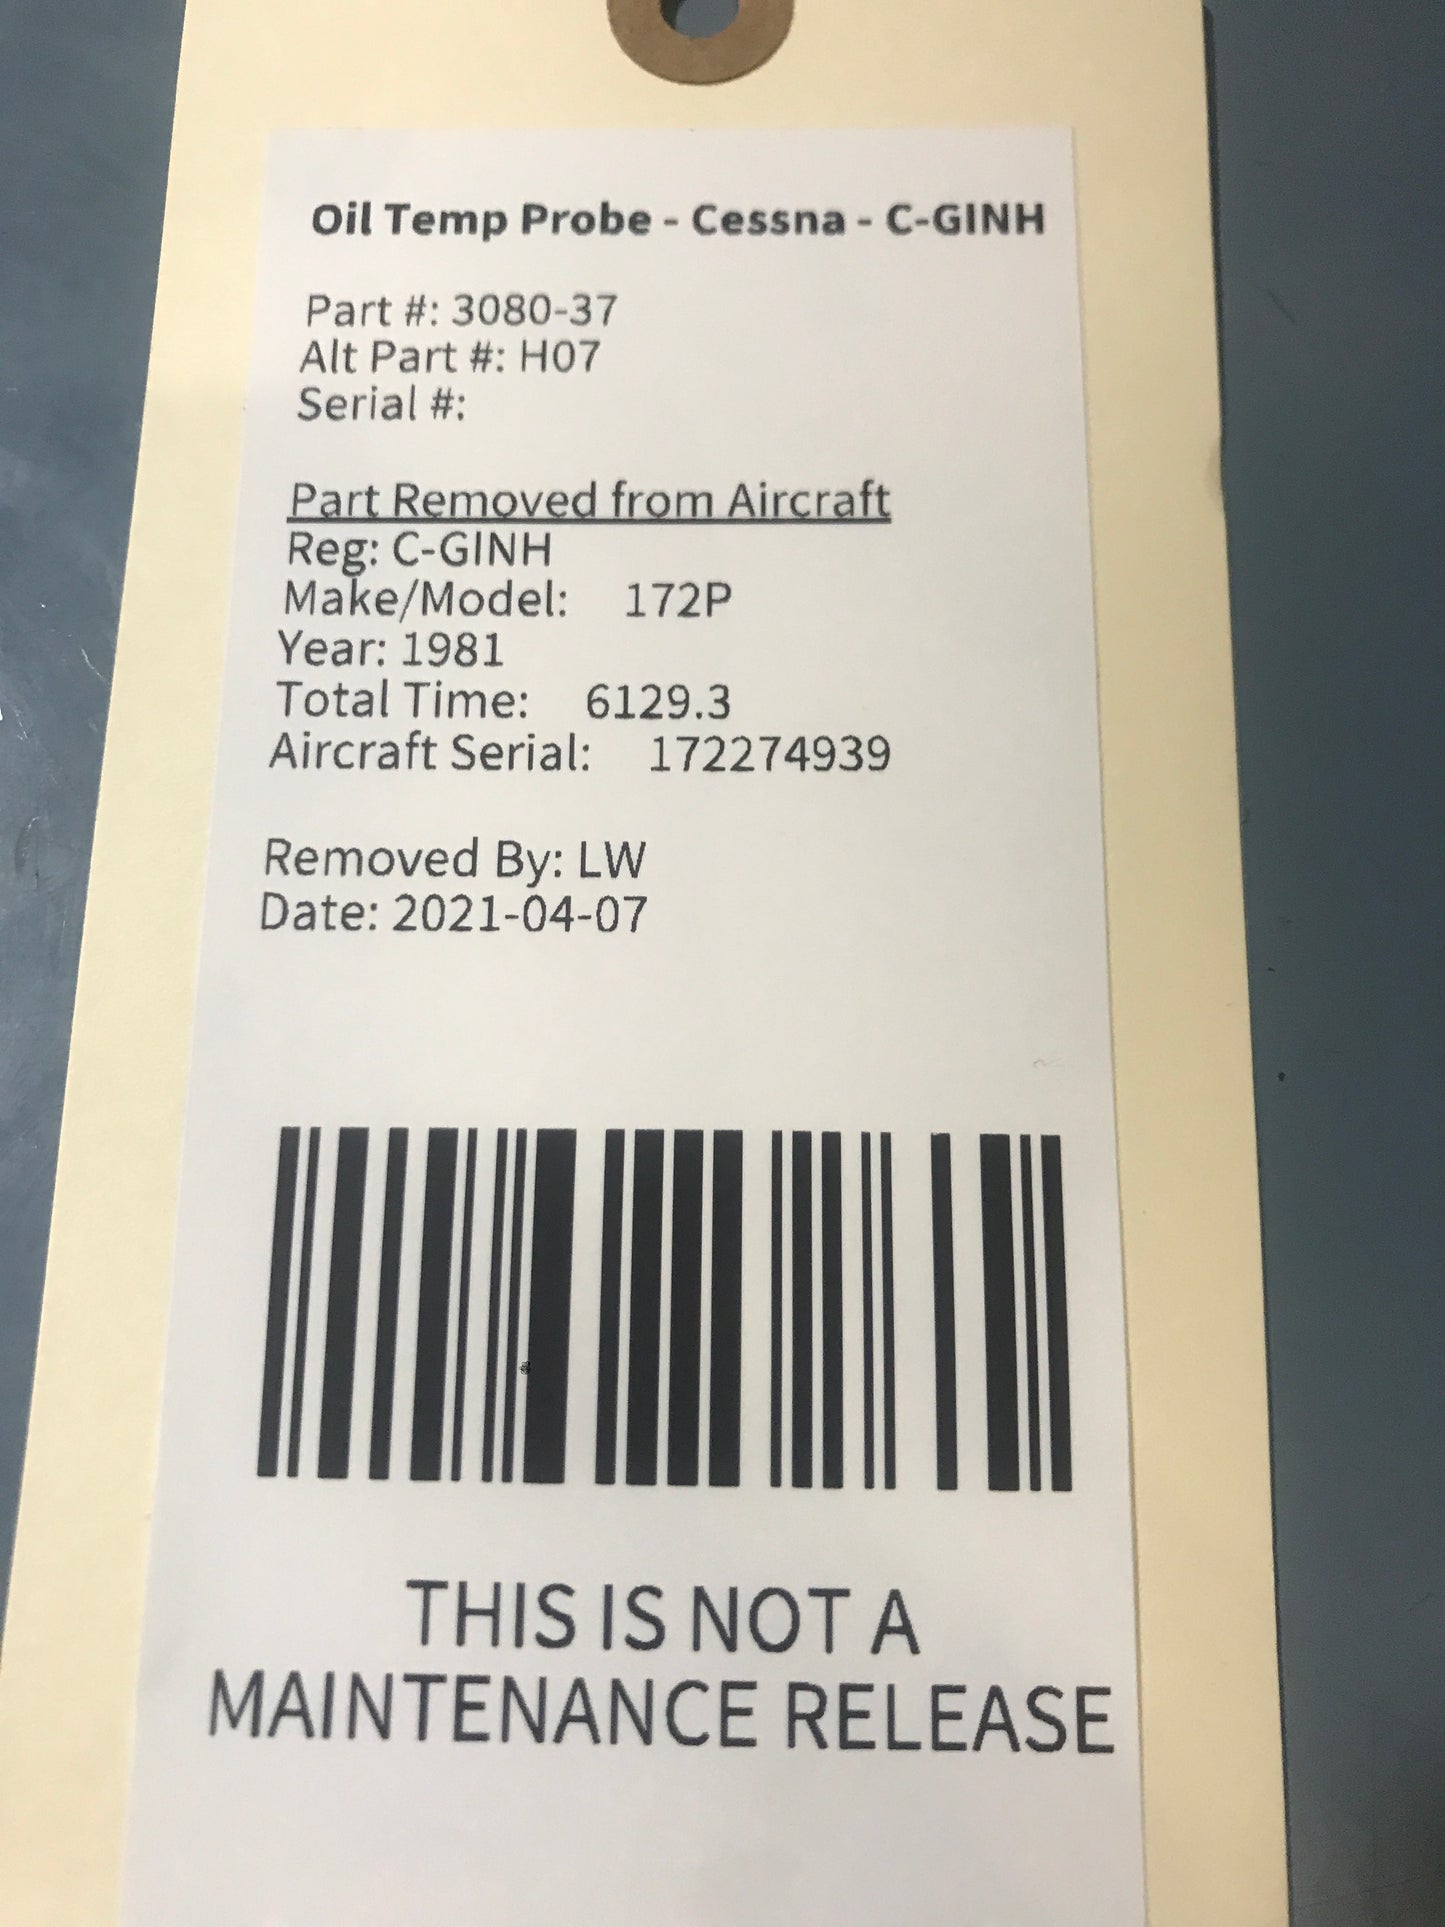 Oil Temp Probe - Cessna - C-GINH
Part #: 3080-37
Alt Part #: H07
Serial #:
Part Removed from Aircraft
Reg: C-GINH
Make/Model: 172P
Year: 1981
Total Time: 6129.3
Aircraft Serial: 172274939
Removed By: LW
Date: 2021-04-07
THIS IS NOT A
MAINTENANCE RELEASE